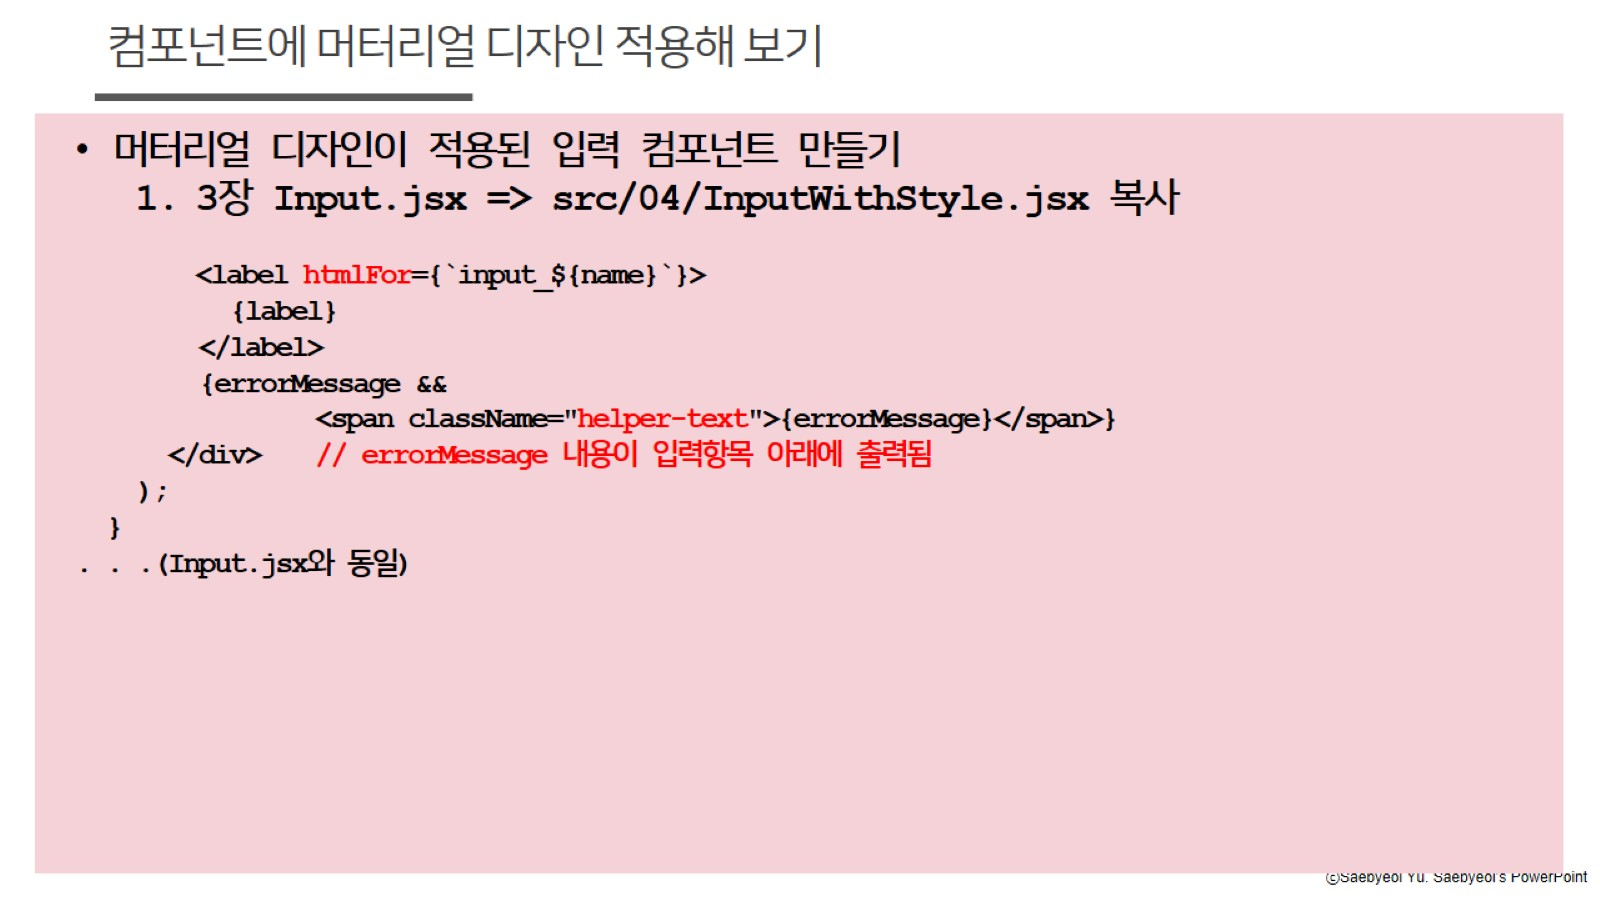 컴포넌트에 머터리얼 디자인 적용해 보기
• 머터리얼 디자인이 적용된 입력 컴포넌트 만들기
1. 3장 Input.jsx => src/04/InputWithStyle.jsx 복사
<label htmlFor={`input_${name}`}>
{label}
</label>
{errorMessage &&
<span className="helper-text">{errorMessage}</span>}
</div> // errorMessage 내용이 입력항목 아래에 출력됨
);
}
. . .(Input.jsx와 동일)
ⓒSaebyeol Yu. Saebyeol's PowerPoint